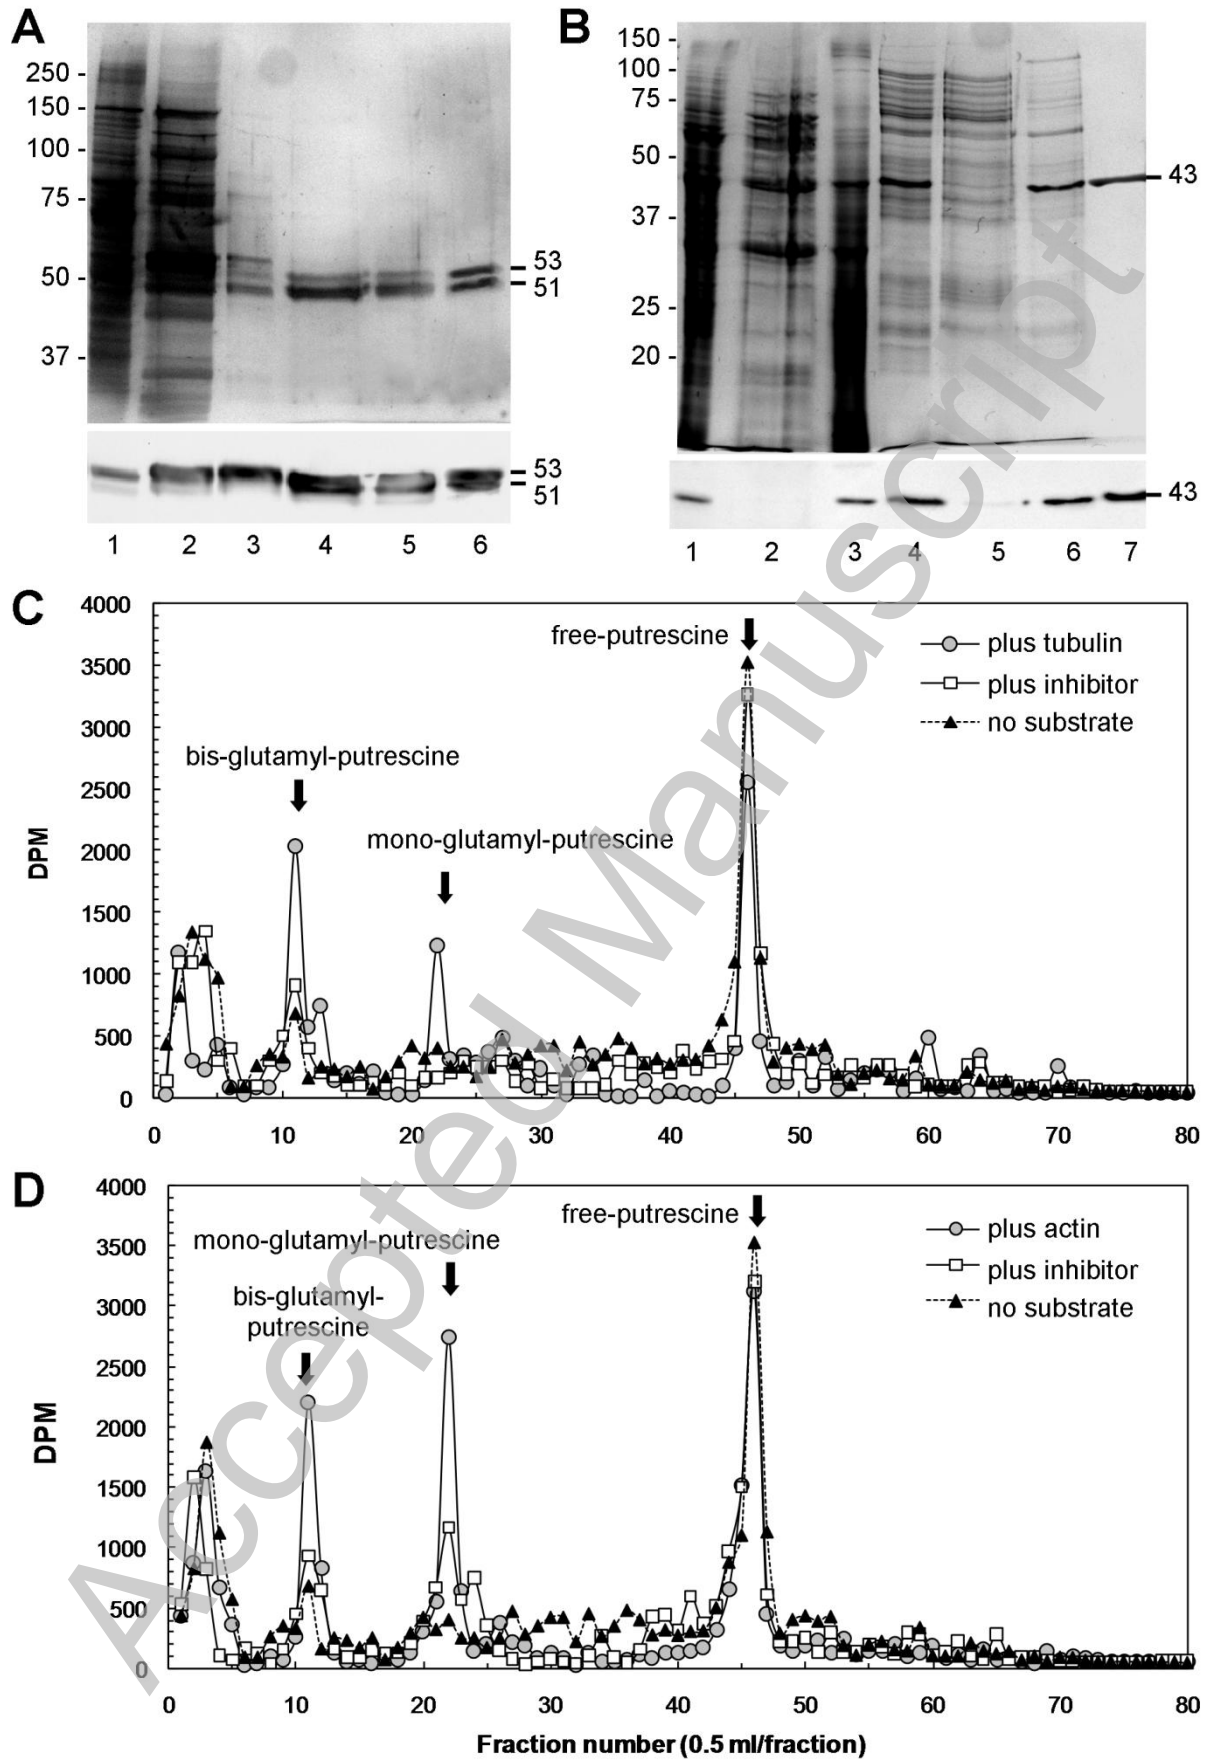 A
250 -
150 -
100 -
75 -
50 -
37 -
53
51
53
51
1 2 3 4 5 6
B
150 -
100 -
75 -
50 -
37 -
25 -
20 -
43
43
1 2 3 4 5 6 7
C
4000
3500
3000
2500
2000
1500
1000
500
0
DPM
free-putrescine
bis-glutamyl-putrescine
mono-glutamyl-putrescine
plus tubulin
plus inhibitor
no substrate
0 10 20 30 40 50 60 70 80
D
4000
3500
3000
2500
2000
1500
1000
500
0
DPM
free-putrescine
mono-glutamyl-putrescine
bis-glutamyl-
putrescine
plus actin
plus inhibitor
no substrate
0 10 20 30 40 50 60 70 80
Fraction number (0.5 ml/fraction)
Accepted Manuscript